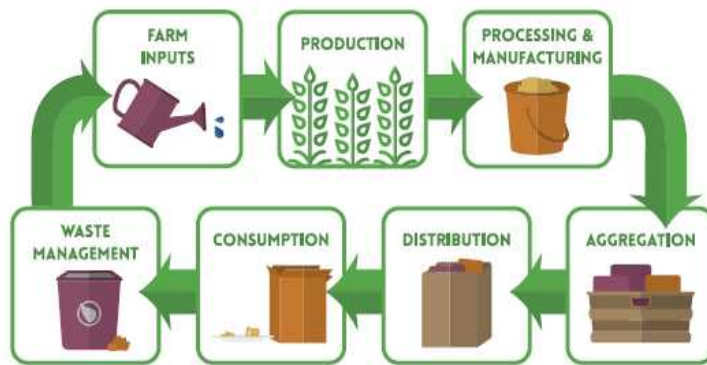 FARM
INPUTS
PRODUCTION
PROCESSING &
MANUFACTURING
AGGREGATION
DISTRIBUTION
CONSUMPTION
WASTE
MANAGEMENT